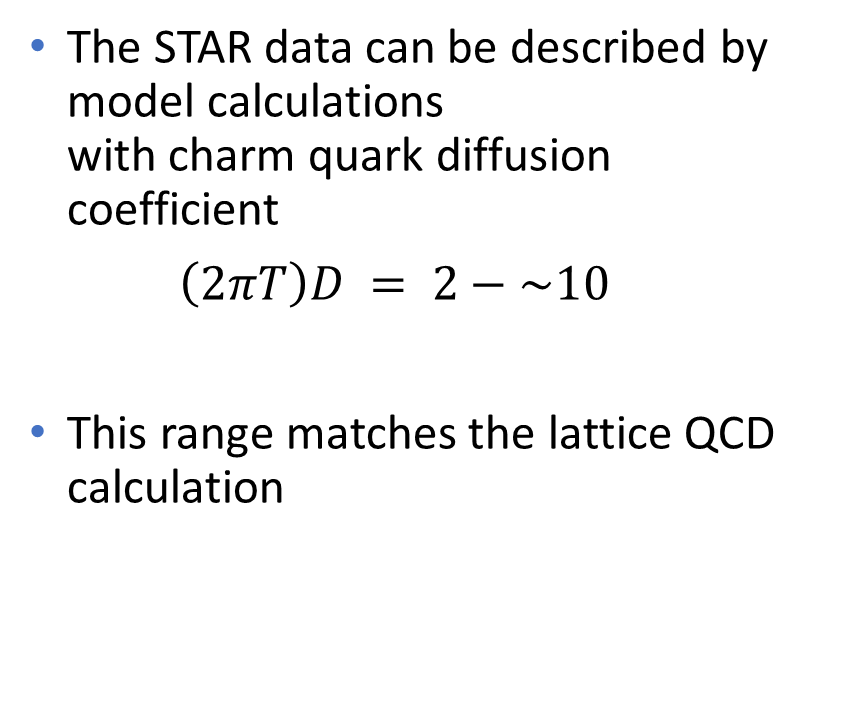 • The STAR data can be described by
model calculations
with charm quark diffusion
coefficient
(2𝜋𝑇)𝐷 = 2 − ~10
• This range matches the lattice QCD
calculation